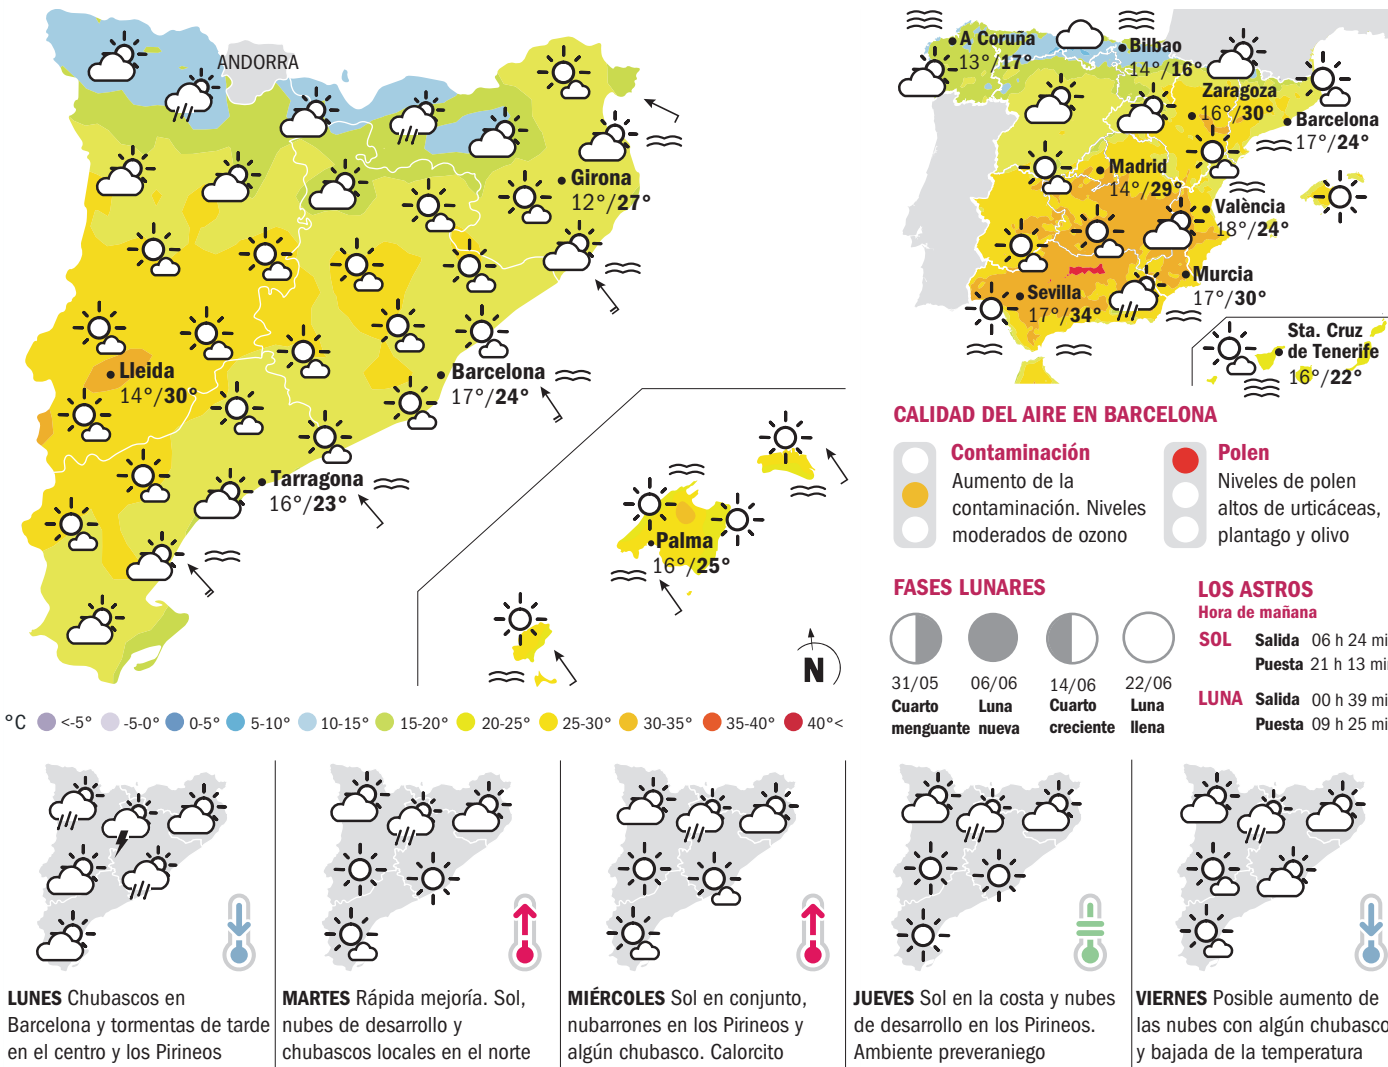 ANDORRA
Girona
12°/27°
Lleida
14°/30°
Barcelona
17°/24°
Tarragona
16°/23°
Palma
16°/25°
N
A Coruña
13°/17°
Bilbao
14°/16°
Zaragoza
16°/30°
Barcelona
17°/24°
Madrid
14°/29°
València
18°/24°
Murcia
17°/30°
Sevilla
17°/34°
Sta. Cruz
de Tenerife
16°/22°
°C <-5° -5-0° 0-5° 5-10° 10-15° 15-20° 20-25° 25-30° 30-35° 35-40° 40°<
CALIDAD DEL AIRE EN BARCELONA
Contaminación
Aumento de la
contaminación. Niveles
moderados de ozono
Polen
Niveles de polen
altos de urticáceas,
plantago y olivo
FASES LUNARES
31/05
Cuarto
menguante
06/06
Luna
nueva
14/06
Cuarto
creciente
22/06
Luna
llena
LOS ASTROS
Hora de mañana
SOL Salida 06 h 24 mi
Puesta 21 h 13 mi
LUNA Salida 00 h 39 mi
Puesta 09 h 25 mi
LUNES Chubascos en
Barcelona y tormentas de tarde
en el centro y los Pirineos
MARTES Rápida mejoría. Sol,
nubes de desarrollo y
chubascos locales en el norte
MIÉRCOLES Sol en conjunto,
nubarrones en los Pirineos y
algún chubasco. Calorcito
JUEVES Sol en la costa y nubes
de desarrollo en los Pirineos.
Ambiente preveraniego
VIERNES Posible aumento de
las nubes con algún chubasco
y bajada de la temperatura